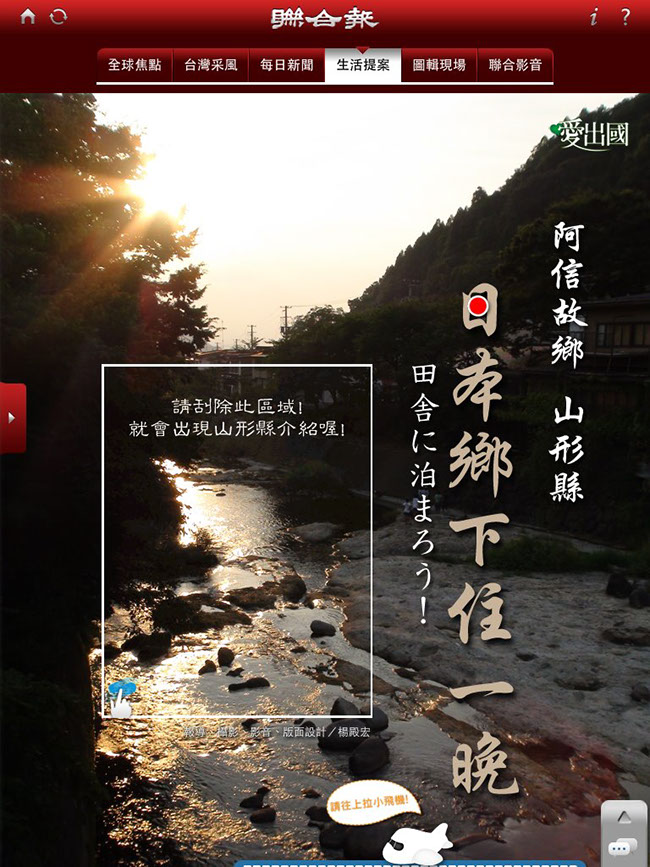 聯合報
i
?
全球焦點
台灣采風
每日新聞
生活提案
圖輯現場
聯合影音
愛出國
阿信故鄉 山形縣
日本鄉下住一晚
田舎に泊まろう!
請刮除此區域!
就會出現山形縣介紹喔!
報導、攝影、影音、版面設計/楊殿宏
請往上拉小飛機!